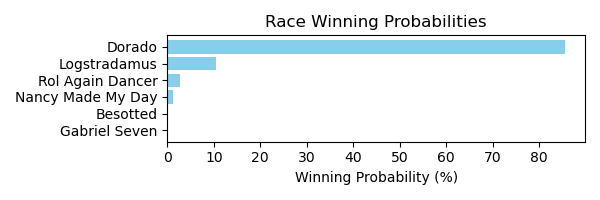 Race Winning Probabilities
Dorado
Logstradamus
Rol Again Dancer
Nancy Made My Day
Besotted
Gabriel Seven
0 10 20 30 40 50 60 70 80
Winning Probability (%)